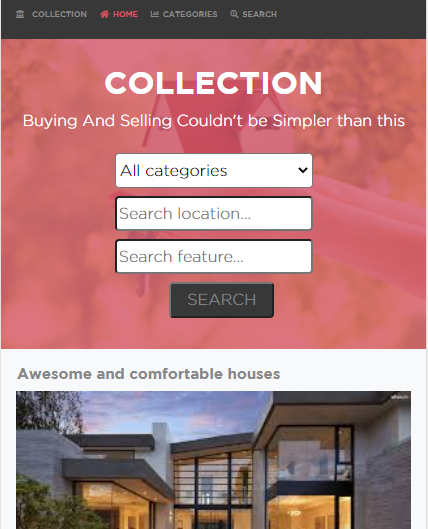 COLLECTION HOME CATEGORIES SEARCH
COLLECTION
Buying And Selling Couldn't be Simpler than this
All categories
Search location...
Search feature...
SEARCH
Awesome and comfortable houses